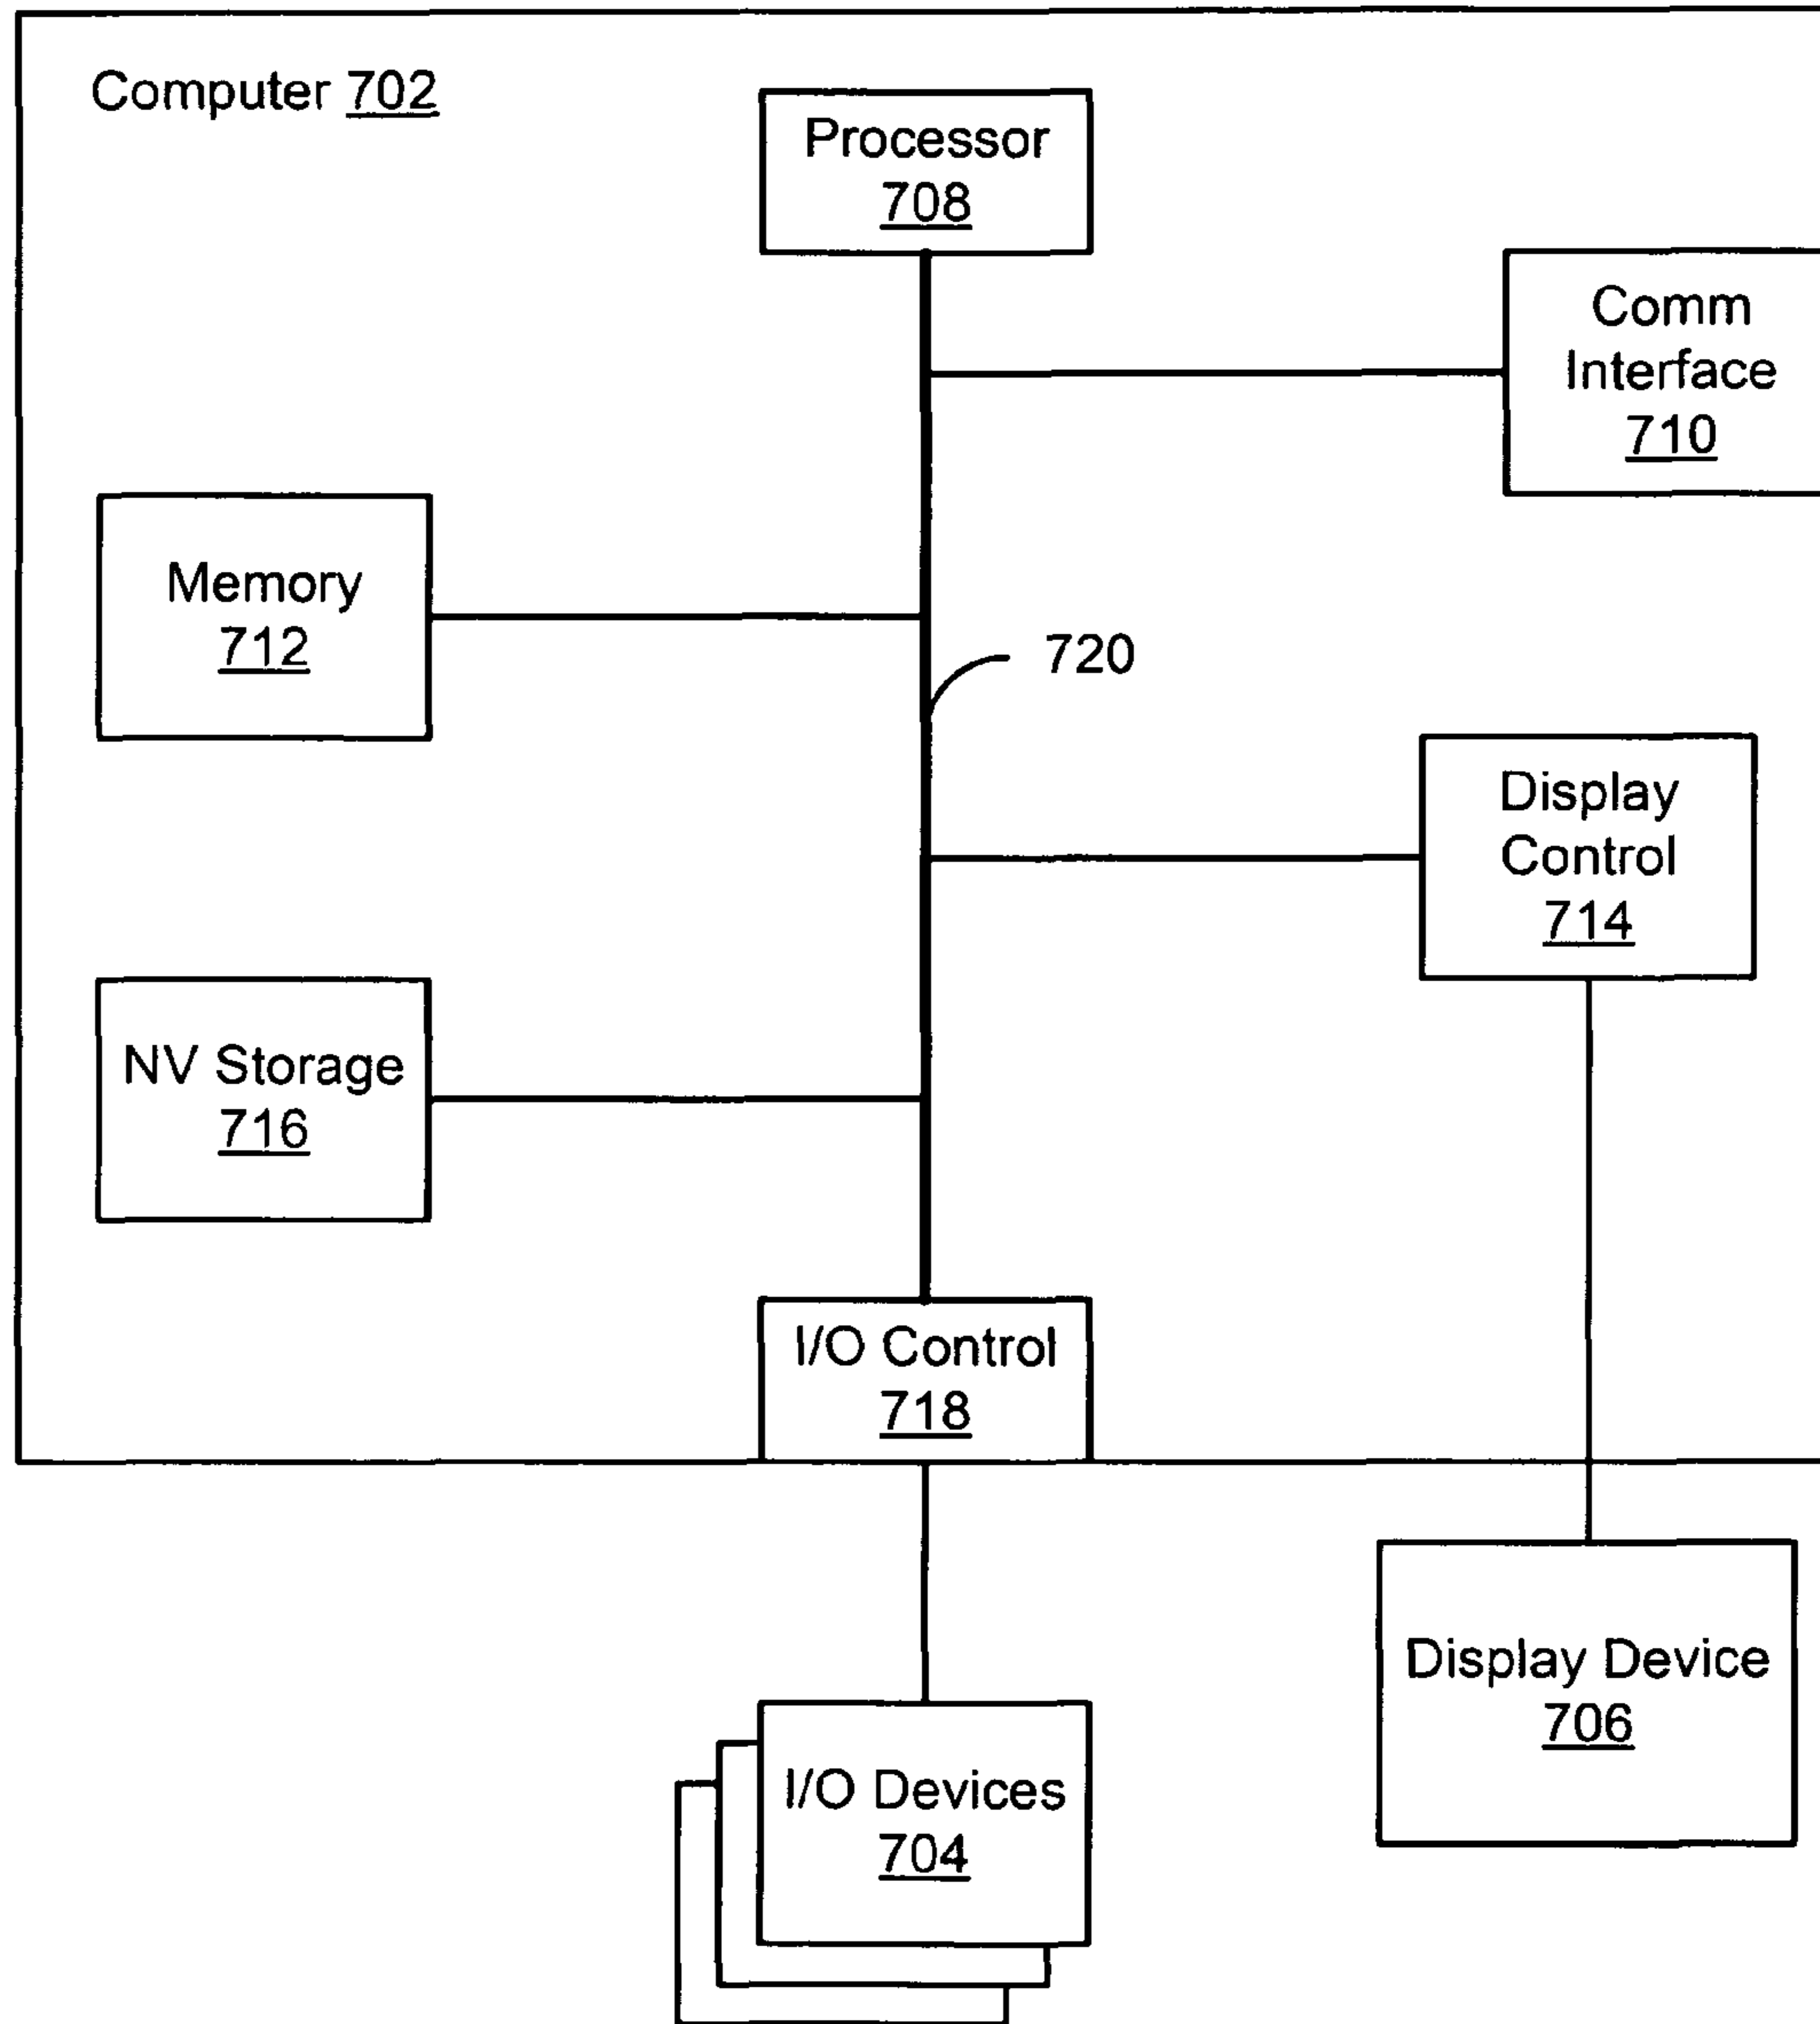 Computer 702
Processor
708
Comm
Interface
710
Memory
712
720
Display
Control
714
NV Storage
716
I/O Control
718
Display Device
706
I/O Devices
704